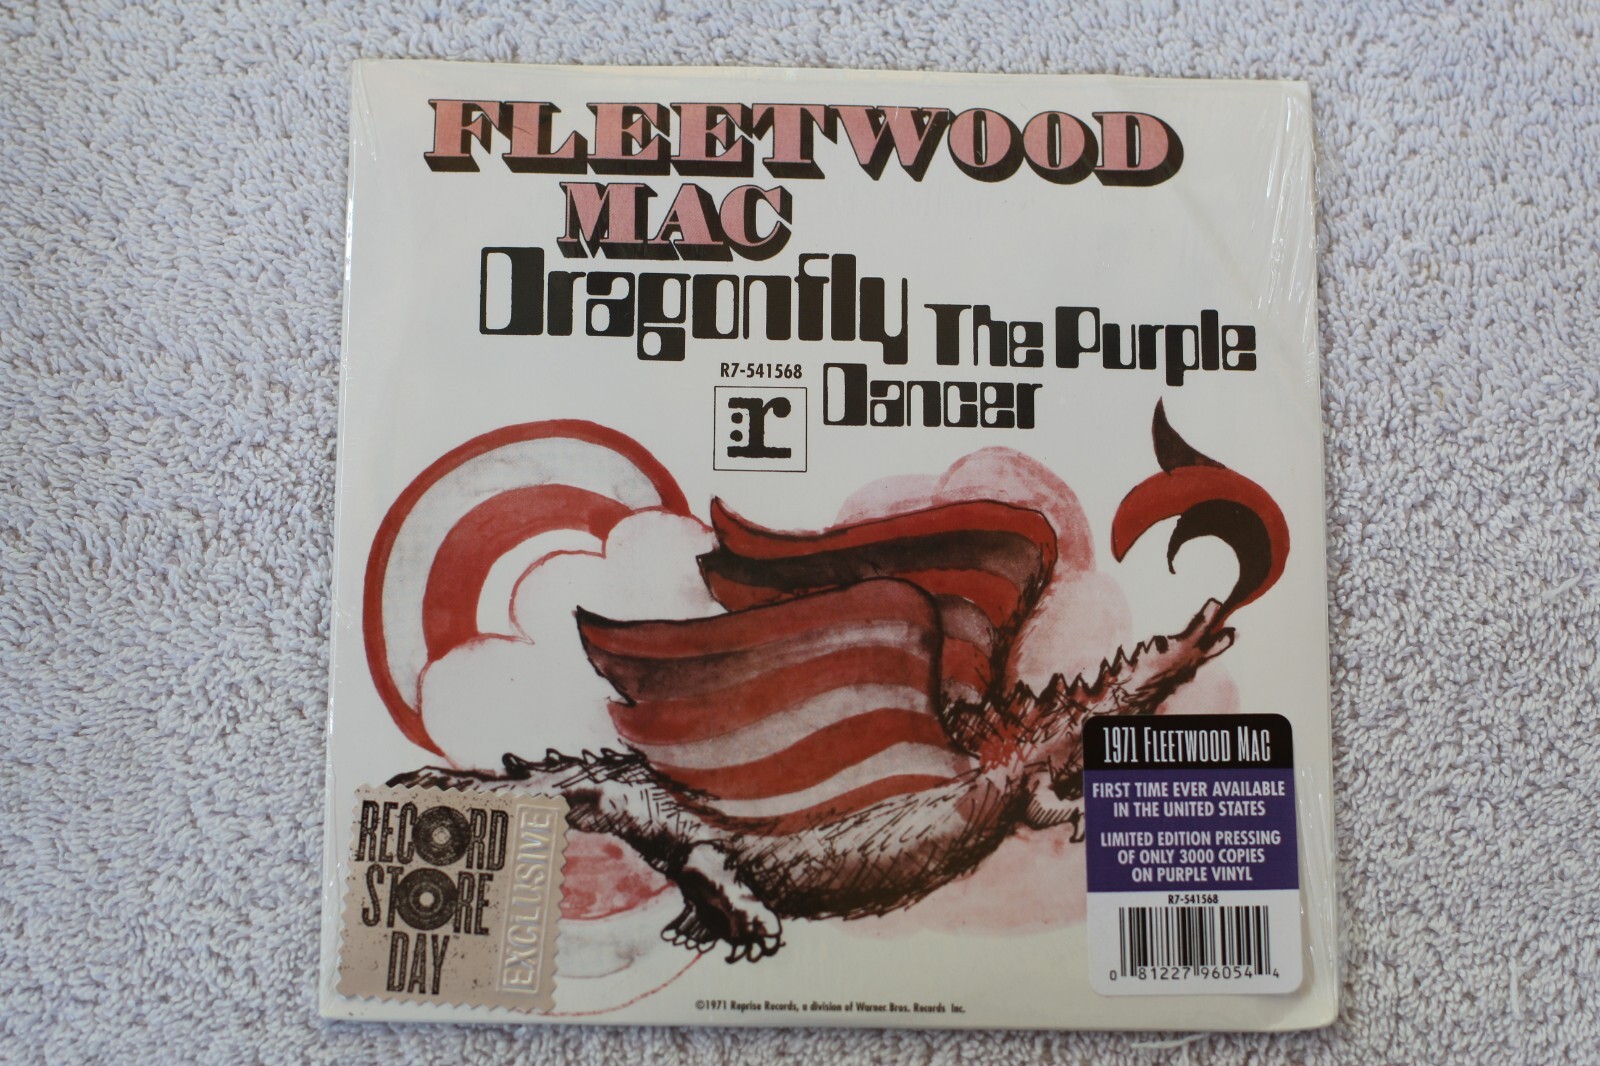 FLEETWOOD
MAC
Dragonfly The Purple
Dancer
R7-541568
r
RECORD
STORE
DAY
EXCLUSIVE
1971 FLEETWOOD MAC
FIRST TIME EVER AVAILABLE
IN THE UNITED STATES
LIMITED EDITION PRESSING
OF ONLY 3000 COPIES
ON PURPLE VINYL
R7-541568
0 81227 96054 4
©1971 Reprise Records, a division of Warner Bros. Records Inc.